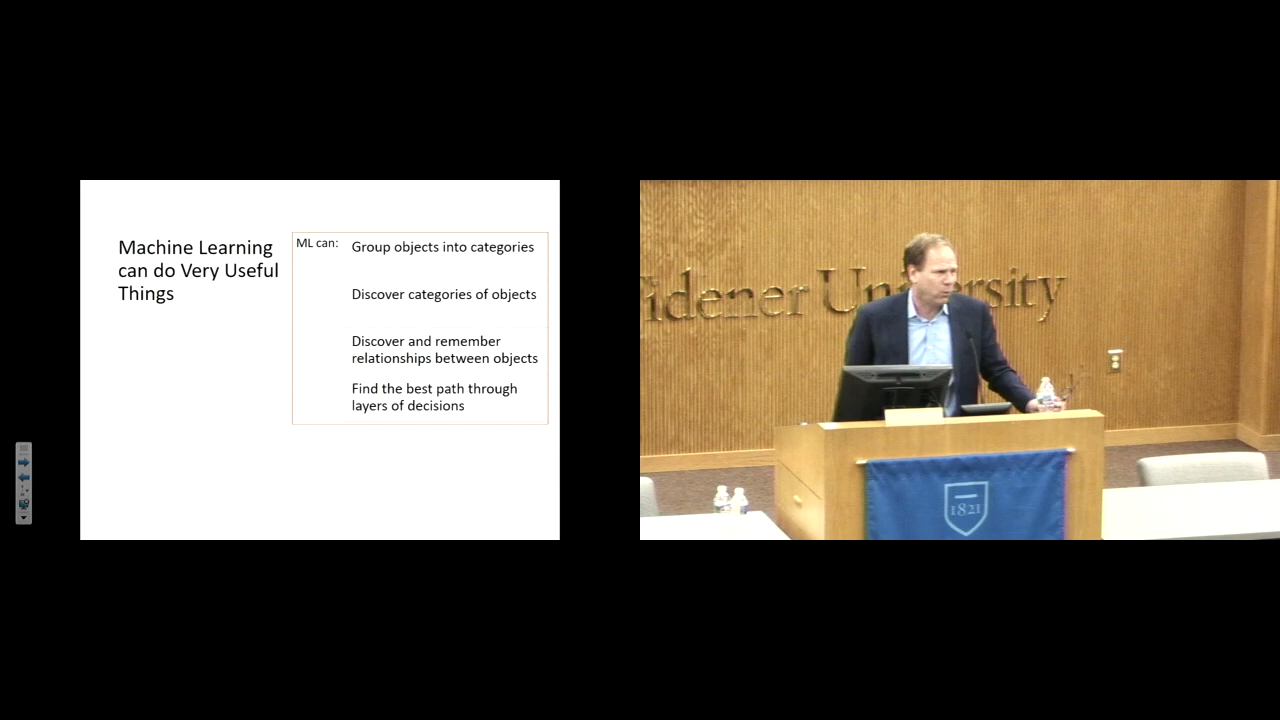 Machine Learning
can do Very Useful
Things
ML can:
Group objects into categories
Discover categories of objects
Discover and remember
relationships between objects
Find the best path through
layers of decisions
idener University
1821